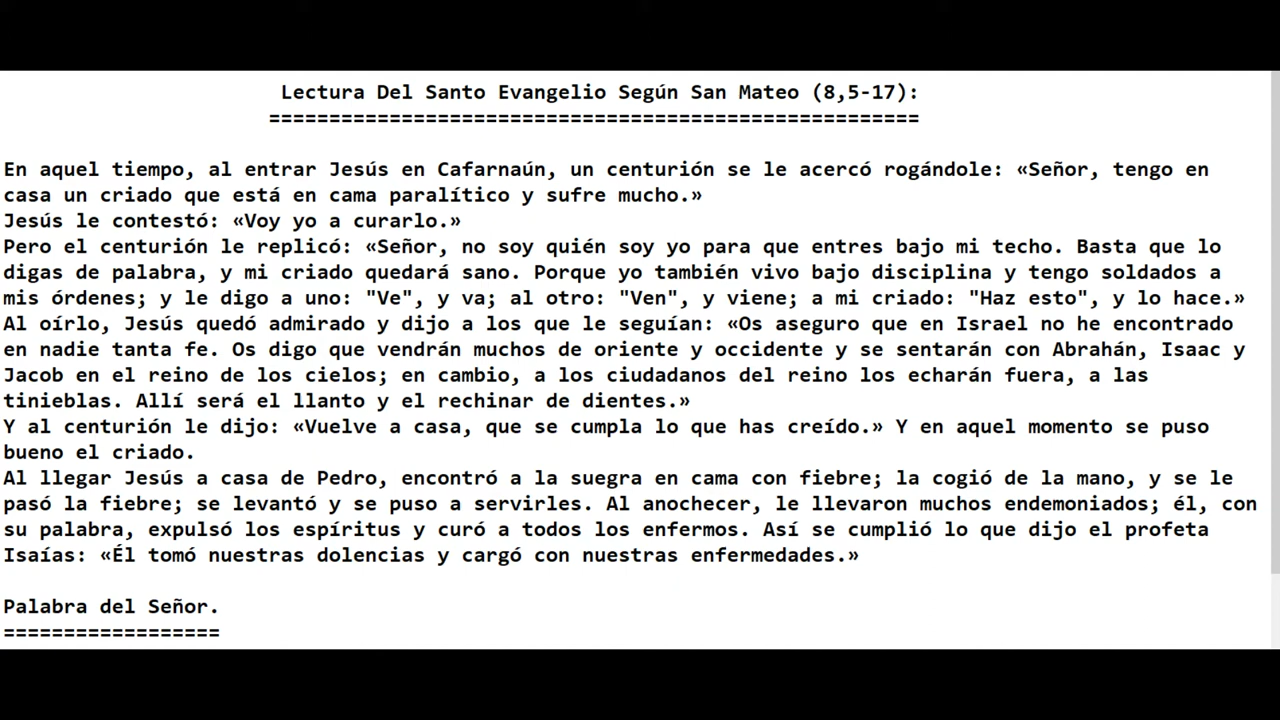 Lectura Del Santo Evangelio Según San Mateo (8,5-17):
======================================================
En aquel tiempo, al entrar Jesús en Cafarnaún, un centurión se le acercó rogándole: «Señor, tengo en
casa un criado que está en cama paralítico y sufre mucho.»
Jesús le contestó: «Voy yo a curarlo.»
Pero el centurión le replicó: «Señor, no soy quién soy yo para que entres bajo mi techo. Basta que lo
digas de palabra, y mi criado quedará sano. Porque yo también vivo bajo disciplina y tengo soldados a
mis órdenes; y le digo a uno: "Ve", y va; al otro: "Ven", y viene; a mi criado: "Haz esto", y lo hace.»
Al oírlo, Jesús quedó admirado y dijo a los que le seguían: «Os aseguro que en Israel no he encontrado
en nadie tanta fe. Os digo que vendrán muchos de oriente y occidente y se sentarán con Abrahán, Isaac y
Jacob en el reino de los cielos; en cambio, a los ciudadanos del reino los echarán fuera, a las
tinieblas. Allí será el llanto y el rechinar de dientes.»
Y al centurión le dijo: «Vuelve a casa, que se cumpla lo que has creído.» Y en aquel momento se puso
bueno el criado.
Al llegar Jesús a casa de Pedro, encontró a la suegra en cama con fiebre; la cogió de la mano, y se le
pasó la fiebre; se levantó y se puso a servirles. Al anochecer, le llevaron muchos endemoniados; él, con
su palabra, expulsó los espíritus y curó a todos los enfermos. Así se cumplió lo que dijo el profeta
Isaías: «Él tomó nuestras dolencias y cargó con nuestras enfermedades.»
Palabra del Señor.
==================